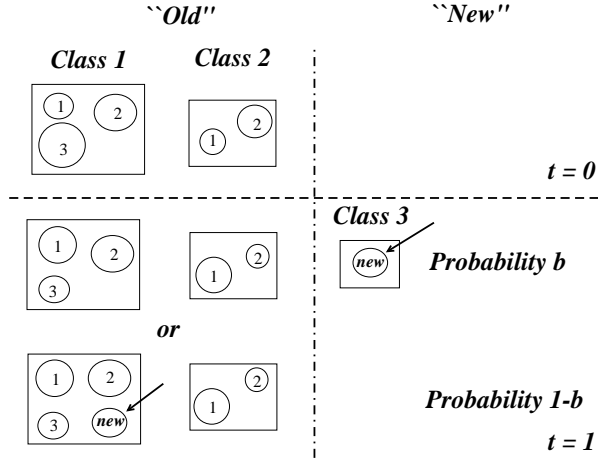 ``Old'' ``New''
Class 1 Class 2
1 2 3 1 2
t = 0
Class 3
1 2 3 1 2 new Probability b
or
1 2 3 new 1 2
Probability 1-b
t = 1